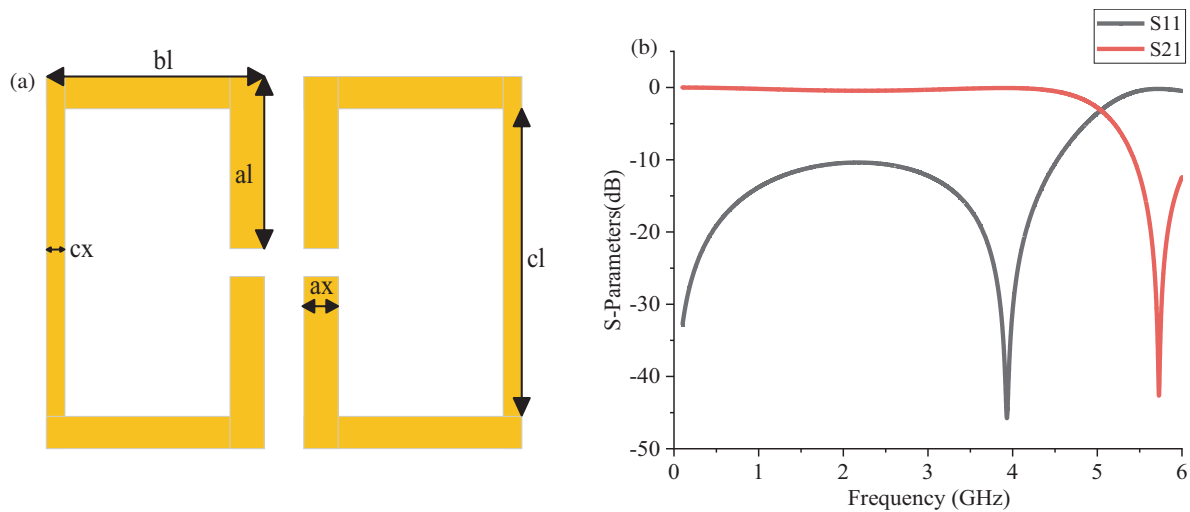 (a)
bl
al
cx
ax
cl
(b)
S11
S21
S-Parameters(dB)
0
-10
-20
-30
-40
-50
0 1 2 3 4 5 6
Frequency (GHz)